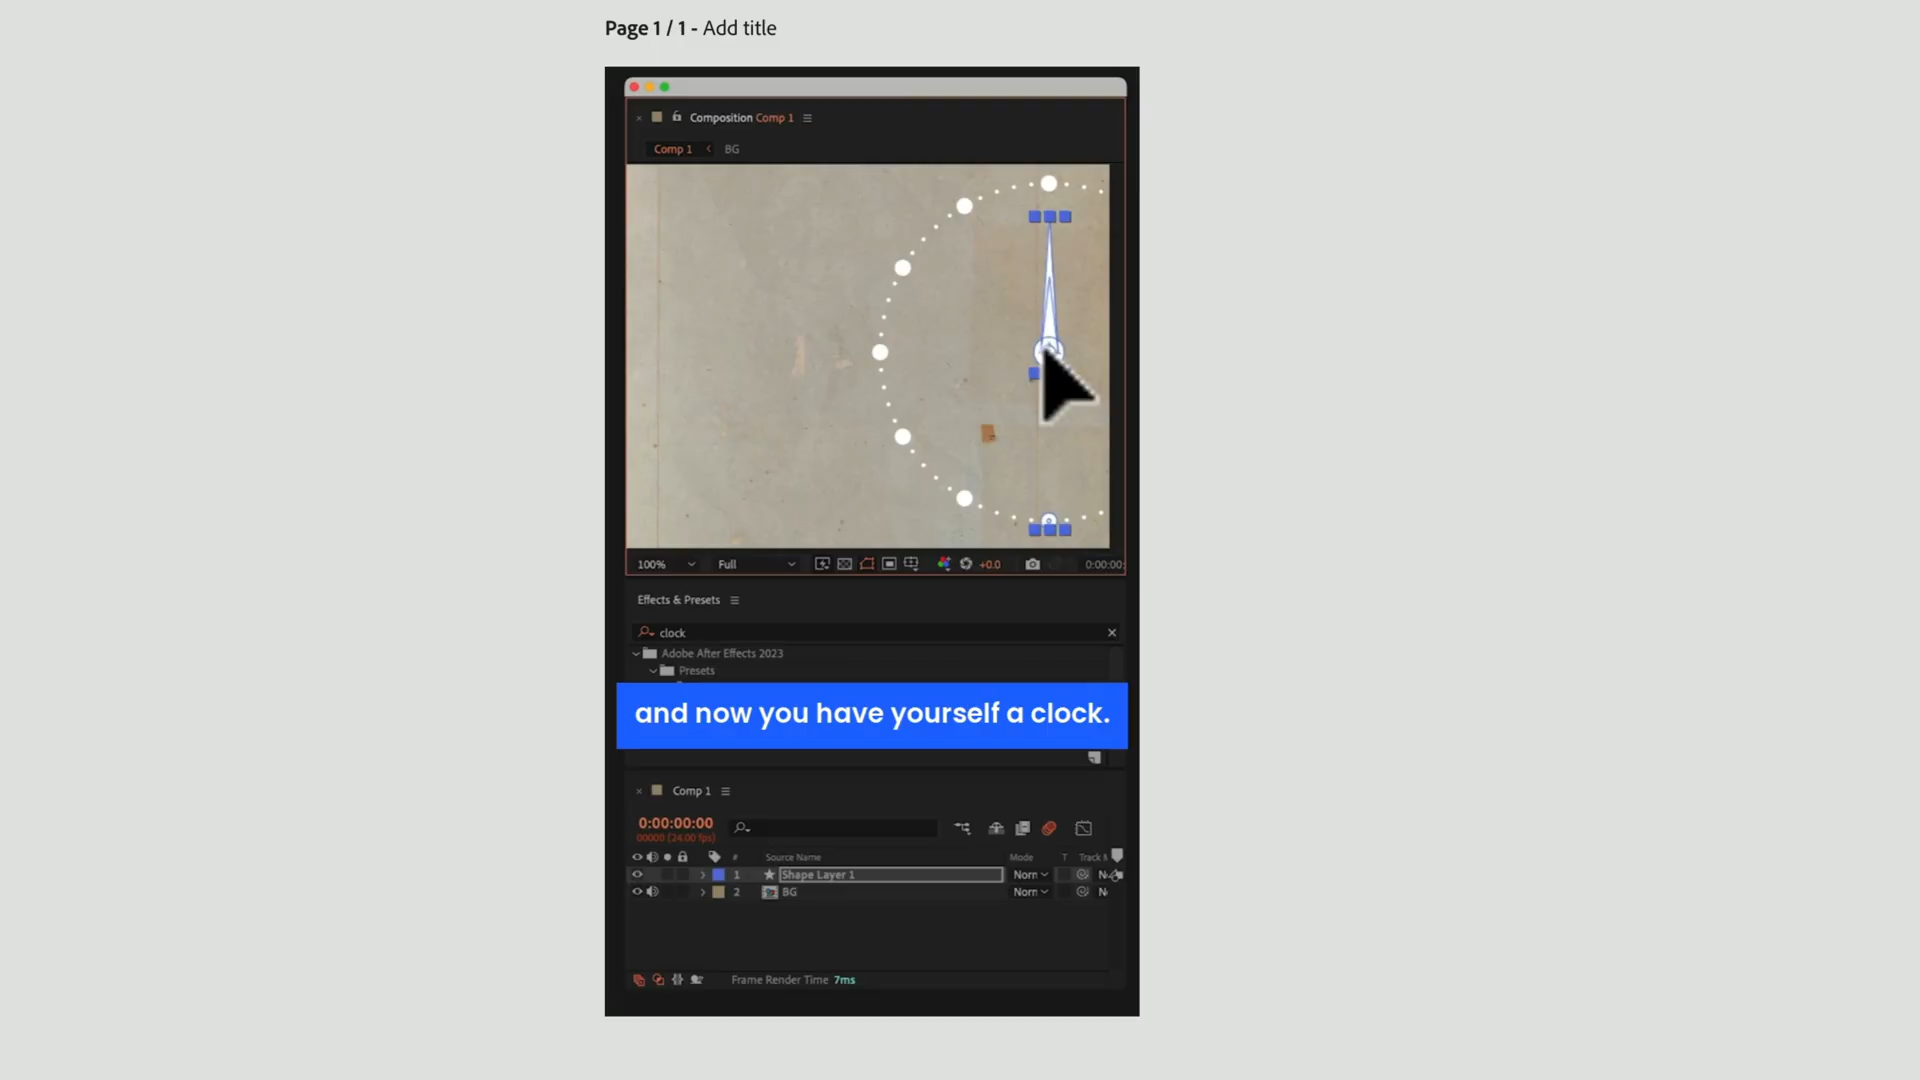 Page 1 / 1 - Add title
Composition Comp 1
Comp 1 BG
100% Full +0.0 0:00:00:
Effects & Presets
clock
Adobe After Effects 2023
Presets
and now you have yourself a clock.
Comp 1
0:00:00:00
00000 (24.00 fps)
# Source Name Mode T Track M
1 Shape Layer 1 Norn
2 BG Norn
Frame Render Time 7ms